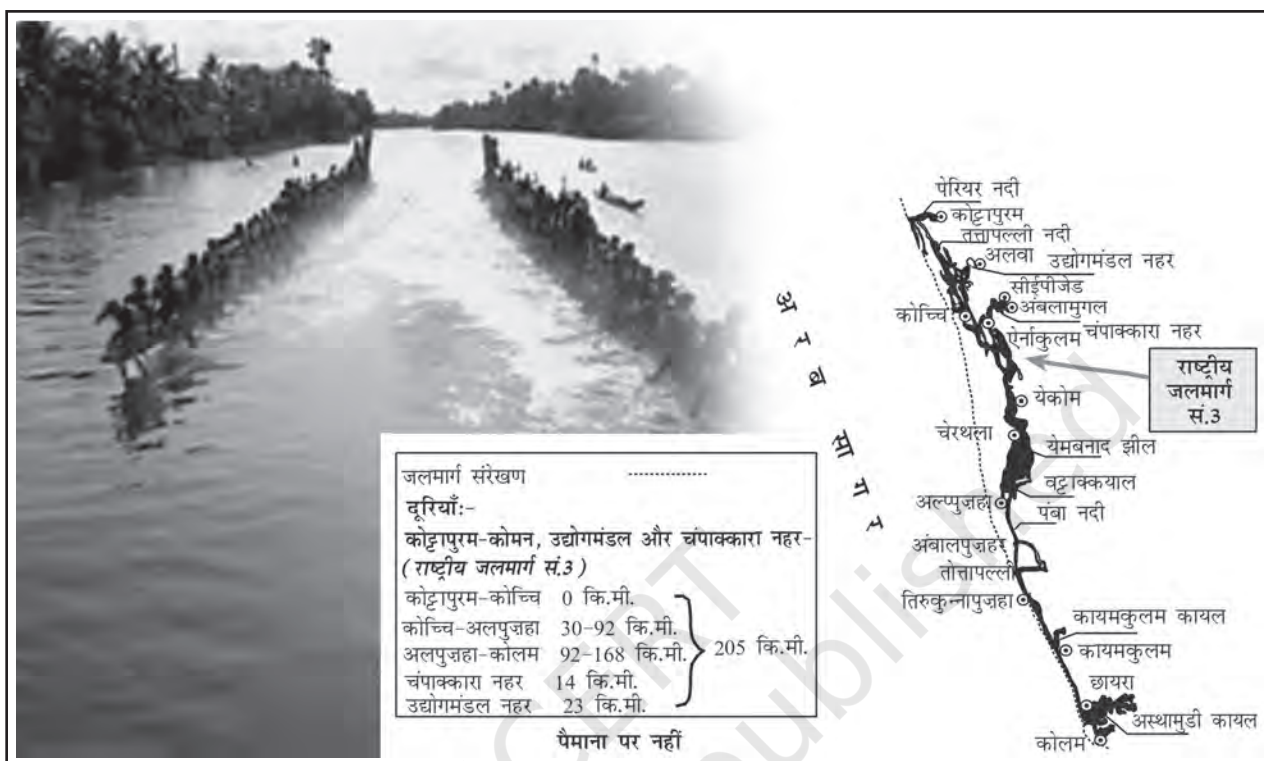 पेरियर नदी
कोट्टापुरम
तत्तापल्ली नदी
अलवा
उद्योगमंडल नहर
सीईपीजेड
अंबलामुगल
कोच्चि
चंपाक्कारा नहर
ऐर्नाकुलम
राष्ट्रीय
जलमार्ग
सं.3
येकोम
चेरथला
येमबनाद झील
वट्टाक्कयाल
अल्प्पुज़हा
पंबा नदी
अंबालपुज़हर
तोत्तापल्ली
तिरुकुन्नापुज़हा
कायमकुलम कायल
कायमकुलम
छायरा
अस्थामुडी कायल
कोलम
अरब सागर
जलमार्ग संरेखण
दूरियाँ:-
कोट्टापुरम-कोमन, उद्योगमंडल और चंपाक्कारा नहर-
(राष्ट्रीय जलमार्ग सं.3)
कोट्टापुरम-कोच्चि 0 कि.मी.
कोच्चि-अलपुज़हा 30-92 कि.मी.
अलपुज़हा-कोलम 92-168 कि.मी.
चंपाक्कारा नहर 14 कि.मी.
उद्योगमंडल नहर 23 कि.मी.
205 कि.मी.
पैमाना पर नहीं